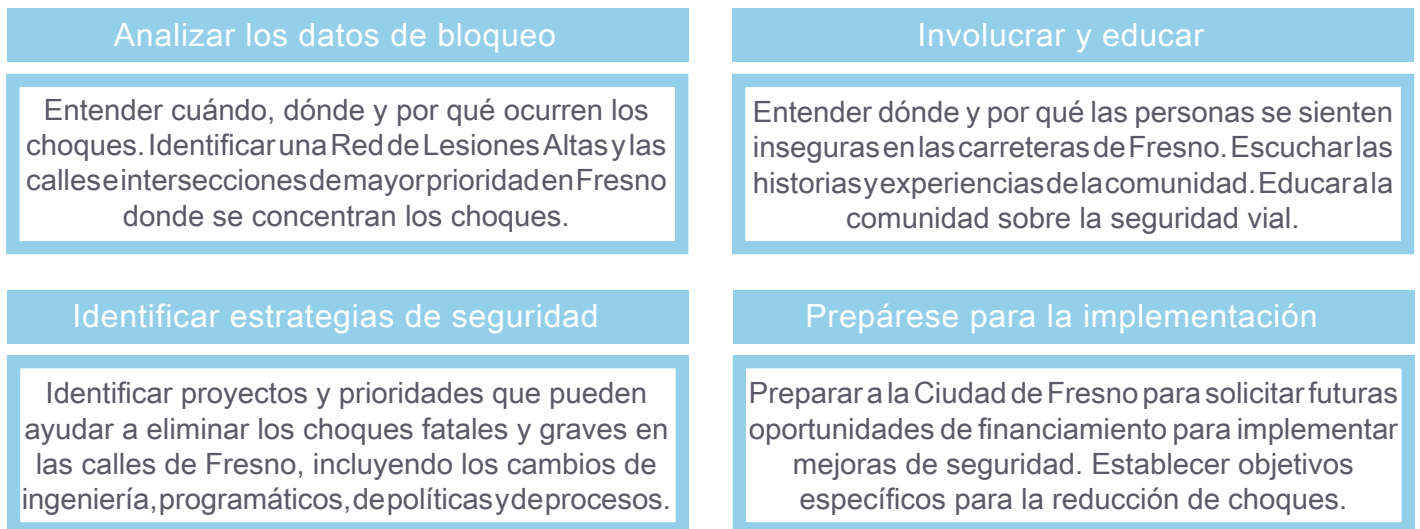 Analizar los datos de bloqueo
Entender cuándo, dónde y por qué ocurren los
choques. Identificar una Red de Lesiones Altas y las
calles e intersecciones de mayor prioridad en Fresno
donde se concentran los choques.
Involucrar y educar
Entender dónde y por qué las personas se sienten
inseguras en las carreteras de Fresno. Escuchar las
historias y experiencias de la comunidad. Educar a la
comunidad sobre la seguridad vial.
Identificar estrategias de seguridad
Identificar proyectos y prioridades que pueden
ayudar a eliminar los choques fatales y graves en
las calles de Fresno, incluyendo los cambios de
ingeniería, programáticos, de políticas y de procesos.
Prepárese para la implementación
Preparar a la Ciudad de Fresno para solicitar futuras
oportunidades de financiamiento para implementar
mejoras de seguridad. Establecer objetivos
específicos para la reducción de choques.